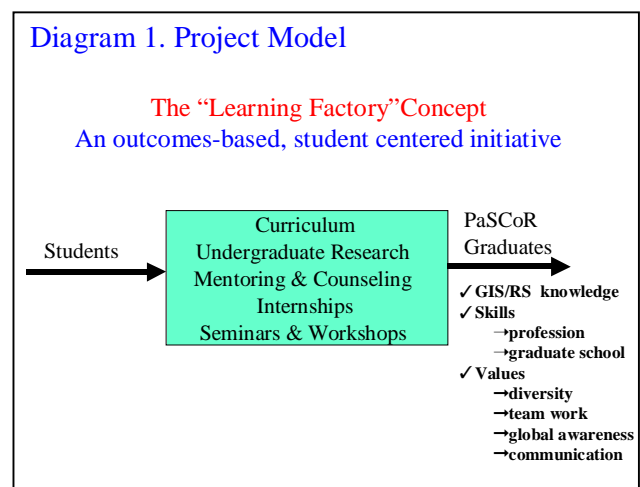 Diagram 1. Project Model
The “Learning Factory”Concept
An outcomes-based, student centered initiative
Students
Curriculum
Undergraduate Research
Mentoring & Counseling
Internships
Seminars & Workshops
PaSCoR
Graduates
✓GIS/RS knowledge
✓Skills
→profession
→graduate school
✓Values
→diversity
→team work
→global awareness
→communication